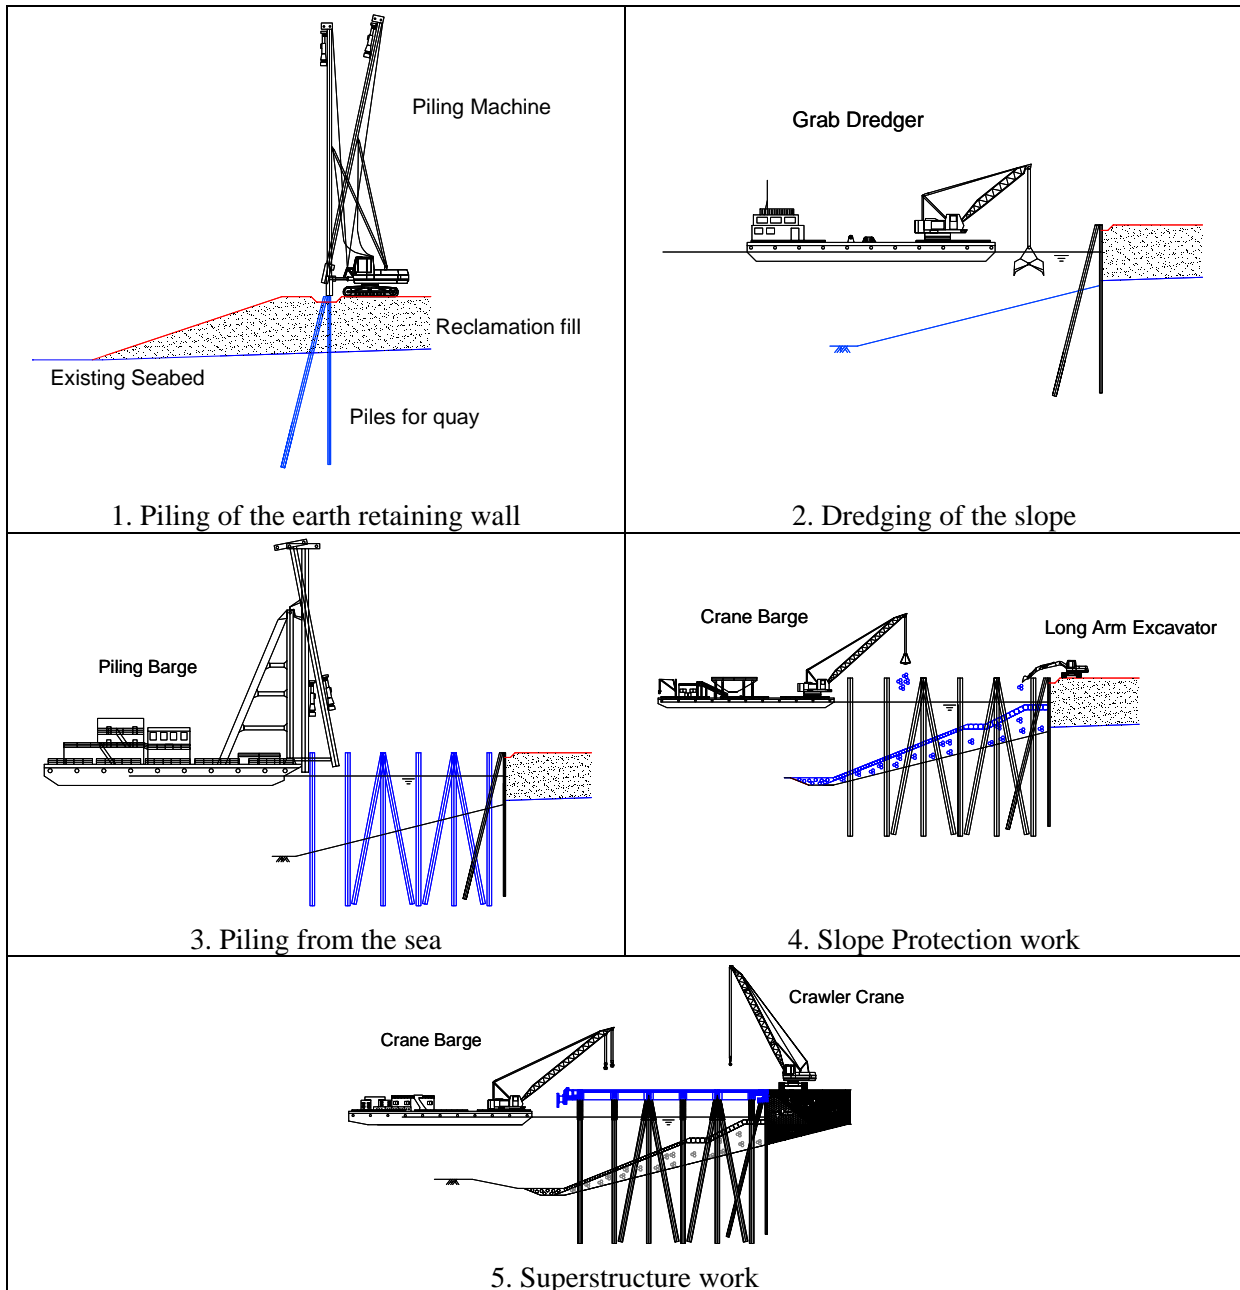 Piling Machine
Reclamation fill
Existing Seabed
Piles for quay
1. Piling of the earth retaining wall
Grab Dredger
2. Dredging of the slope
Piling Barge
3. Piling from the sea
Crane Barge
Long Arm Excavator
4. Slope Protection work
Crawler Crane
Crane Barge
5. Superstructure work